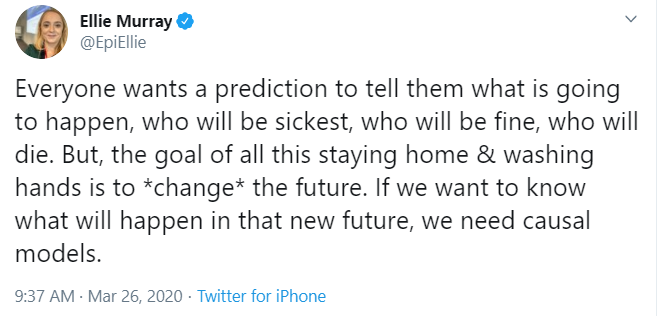 Ellie Murray
@EpiEllie
Everyone wants a prediction to tell them what is going
to happen, who will be sickest, who will be fine, who will
die. But, the goal of all this staying home & washing
hands is to *change* the future. If we want to know
what will happen in that new future, we need causal
models.
9:37 AM · Mar 26, 2020 · Twitter for iPhone